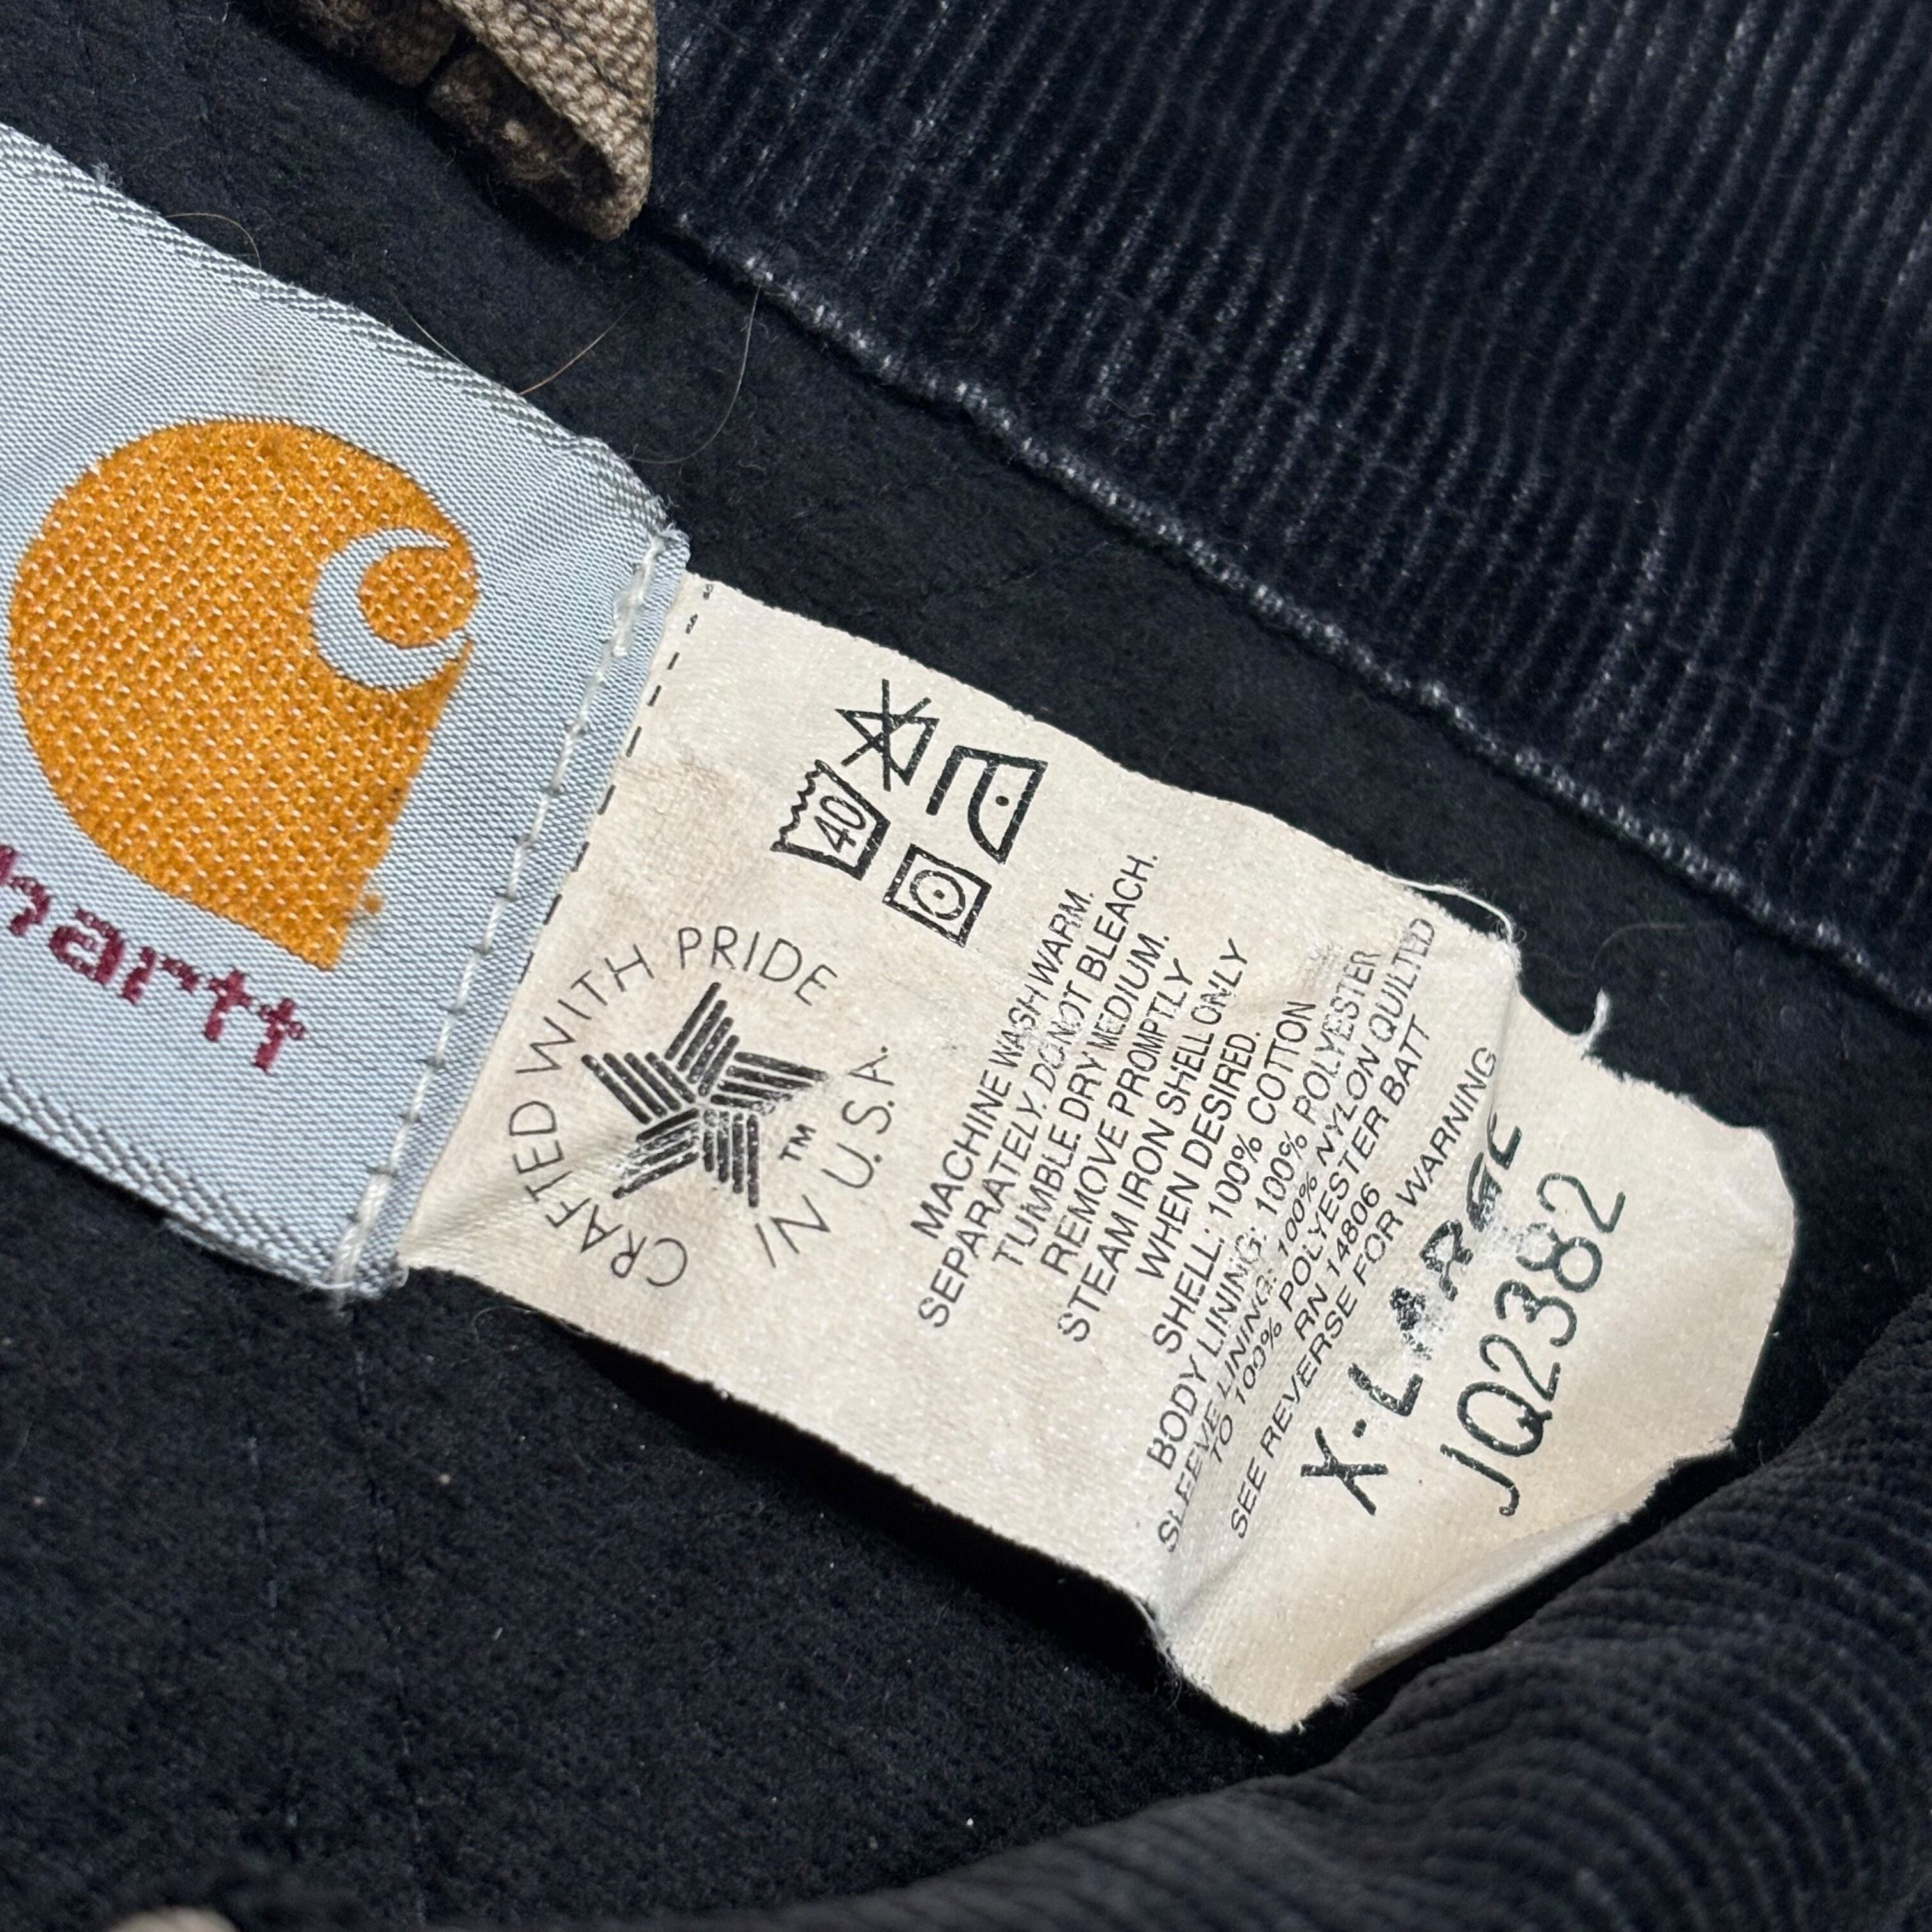 hartt
CRAFTED WITH PRIDE
IN U.S.A.
TM
40
MACHINE WASH WARM.
SEPARATELY. DO NOT BLEACH.
TUMBLE DRY MEDIUM.
REMOVE PROMPTLY
STEAM IRON SHELL ONLY
WHEN DESIRED.
SHELL: 100% COTTON
BODY LINING: 100% POLYESTER
SLEEVE LINING: 100% NYLON QUILTED
TO 100% POLYESTER BATT
RN 14806
SEE REVERSE FOR WARNING
X-LARGE
JQ2382